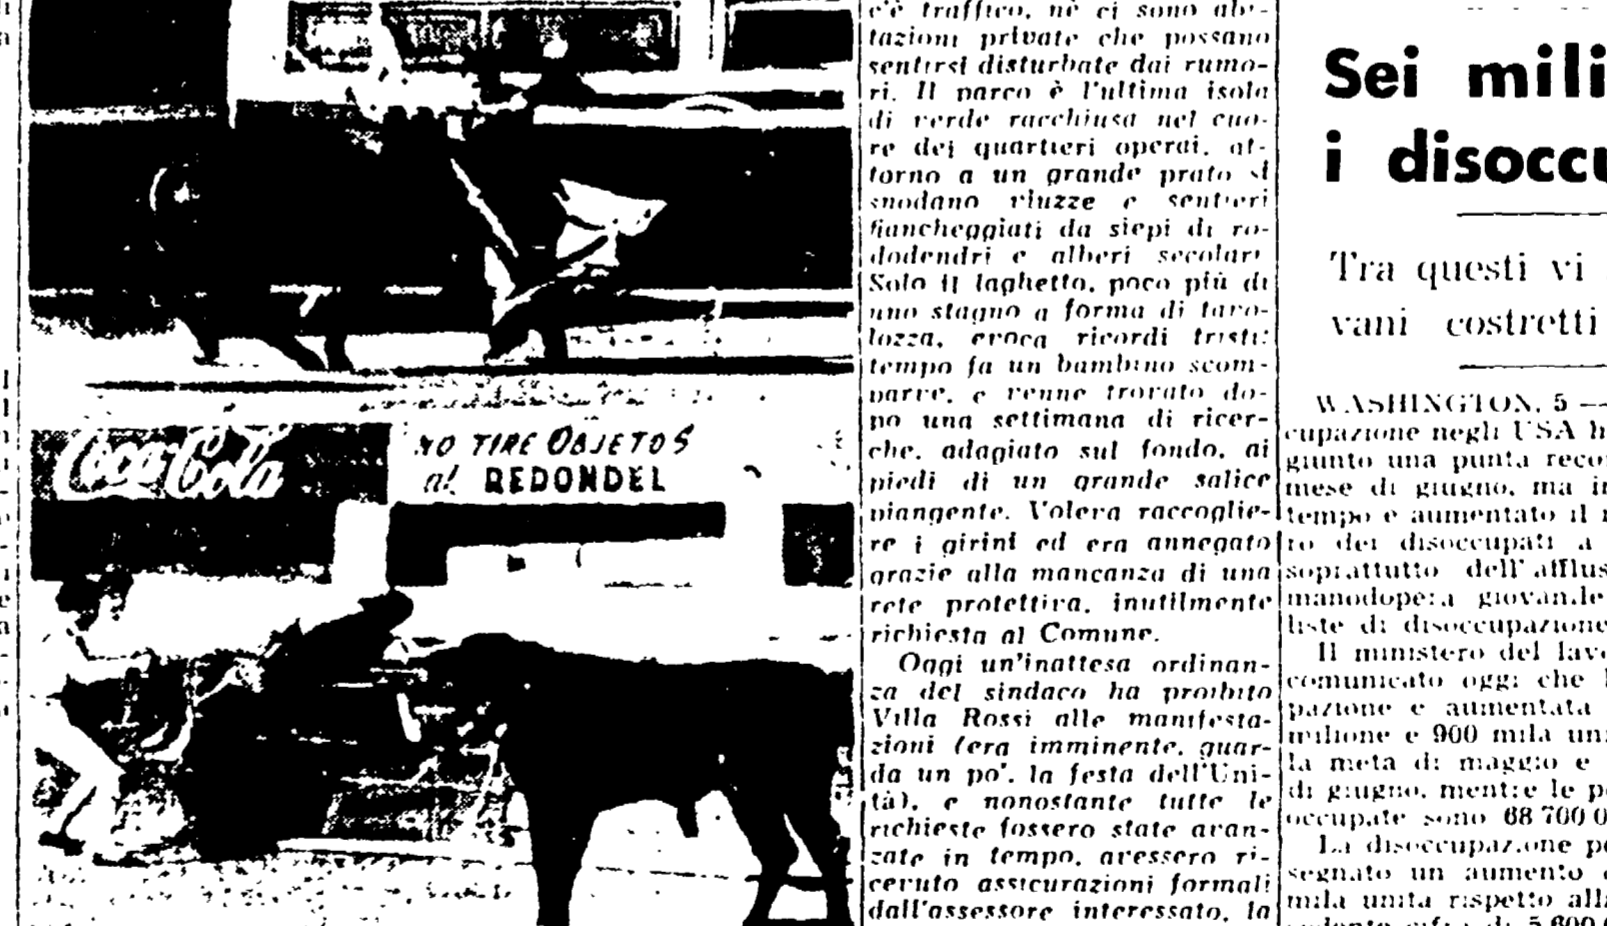 Coca-Cola
NO TIRE OBJETOS
al REDONDEL
c'è traffico, nè ci sono abi-
tazioni private che possano
sentirsi disturbate dai rumo-
ri. Il parco è l'ultima isola
di verde racchiusa nel cuo-
re dei quartieri operai, at-
torno a un grande prato si
snodano viuzze e sentieri
fiancheggiati da siepi di ro-
dodendri e alberi secolari
Solo il laghetto, poco più di
uno stagno a forma di tavo-
lozza, evoca ricordi tristi:
tempo fa un bambino scom-
parve, e venne trovato do-
po una settimana di ricer-
che, adagiato sul fondo, ai
piedi di un grande salice
piangente. Voleva raccoglie-
re i girini ed era annegato
grazie alla mancanza di una
rete protettiva, inutilmente
richiesta al Comune.
Oggi un'inattesa ordinan-
za del sindaco ha proibito
Villa Rossi alle manifesta-
zioni (era imminente, guar-
da un po', la festa dell'Uni-
tà), e nonostante tutte le
richieste fossero state avan-
zate in tempo, avessero ri-
cevuto assicurazioni formali
dall'assessore interessato, la
Sei mili
i disoccu
Tra questi vi
vani costretti
WASHINGTON, 5 —
cupazione negli USA h
giunto una punta reco
mese di giugno, ma in
tempo e aumentato il
ro dei disoccupati a
soprattutto dell'afflus
manodopera giovanile
liste di disoccupazione
Il ministero del lavo
comunicato oggi che
pazione e aumentata
milione e 900 mila un
la metà di maggio e
di giugno, mentre le p
occupate sono 68 700 0
La disoccupazione p
segnato un aumento
mila unita rispetto all